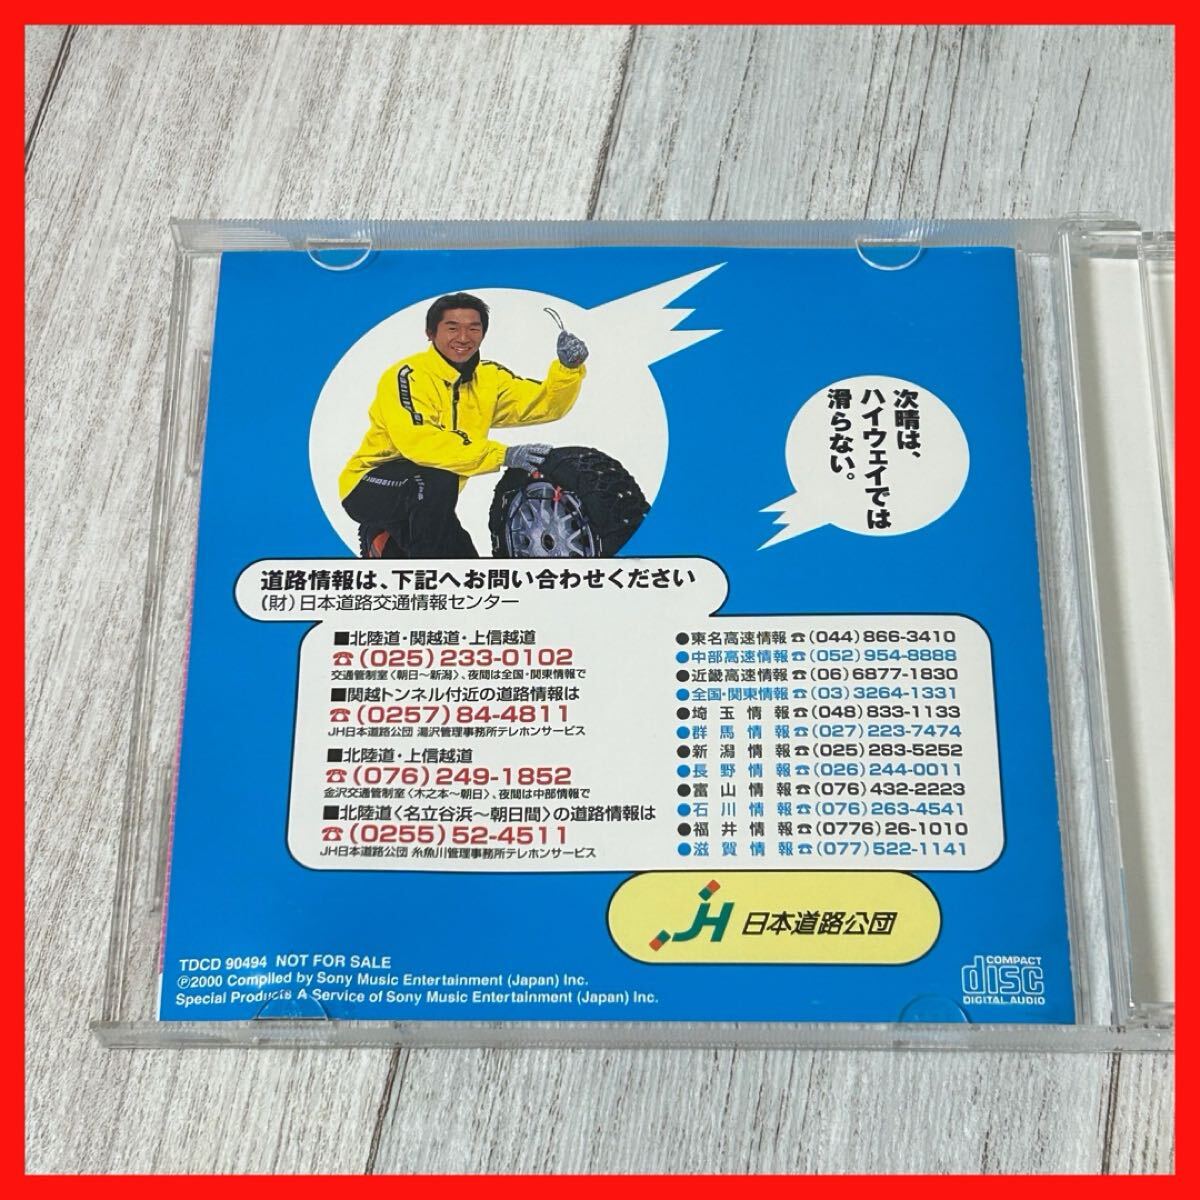 次晴は、
ハイウェイでは
滑らない。
道路情報は、下記へお問い合わせください
(財)日本道路交通情報センター
■北陸道・関越道・上信越道
☎(025)233-0102
交通管制室〈朝日〜新潟〉、夜間は全国・関東情報で
■関越トンネル付近の道路情報は
☎(0257)84-4811
JH日本道路公団 湯沢管理事務所テレホンサービス
■北陸道・上信越道
☎(076)249-1852
金沢交通管制室〈木之本〜朝日〉、夜間は中部情報で
■北陸道〈名立谷浜〜朝日間〉の道路情報は
☎(0255)52-4511
JH日本道路公団 糸魚川管理事務所テレホンサービス
●東名高速情報☎(044)866-3410
●中部高速情報☎(052)954-8888
●近畿高速情報☎(06)6877-1830
●全国・関東情報☎(03)3264-1331
●埼玉情報☎(048)833-1133
●群馬情報☎(027)223-7474
●新潟情報☎(025)283-5252
●長野情報☎(026)244-0011
●富山情報☎(076)432-2223
●石川情報☎(076)263-4541
●福井情報☎(0776)26-1010
●滋賀情報☎(077)522-1141
JH 日本道路公団
TDCD 90494 NOT FOR SALE
Ⓟ2000 Compiled by Sony Music Entertainment (Japan) Inc.
Special Products A Service of Sony Music Entertainment (Japan) Inc.
COMPACT
disc
DIGITAL AUDIO